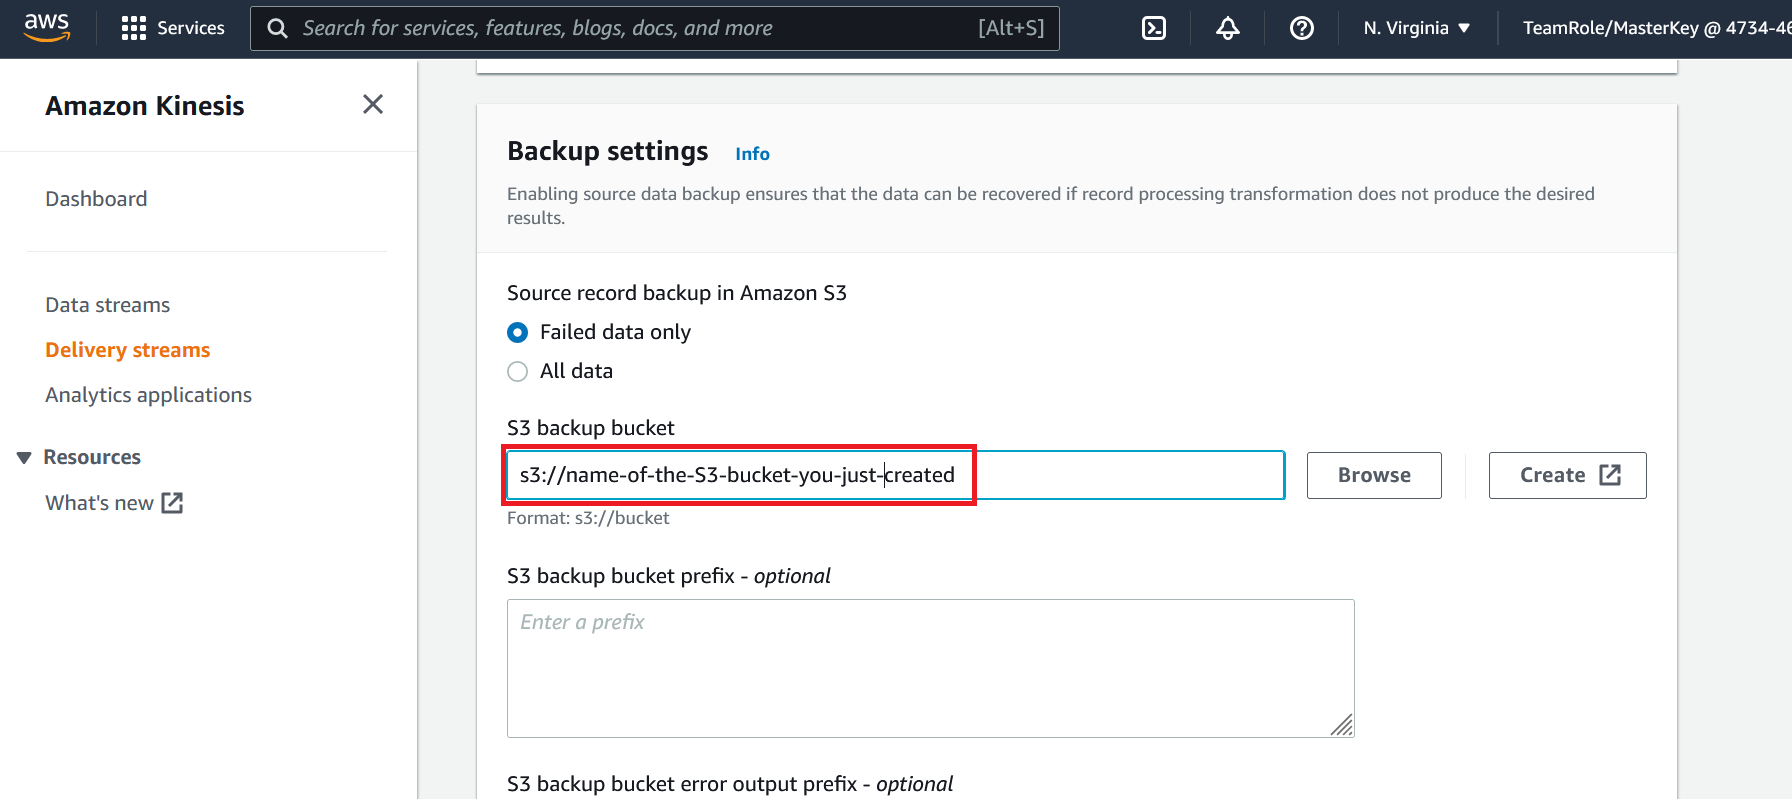 aws
Services
Search for services, features, blogs, docs, and more
[Alt+S]
N. Virginia
TeamRole/MasterKey @ 4734-46
Amazon Kinesis
Dashboard
Data streams
Delivery streams
Analytics applications
Resources
What's new
Backup settings
Info
Enabling source data backup ensures that the data can be recovered if record processing transformation does not produce the desired
results.
Source record backup in Amazon S3
Failed data only
All data
S3 backup bucket
s3://name-of-the-S3-bucket-you-just-created
Browse
Create
Format: s3://bucket
S3 backup bucket prefix - optional
Enter a prefix
S3 backup bucket error output prefix - optional